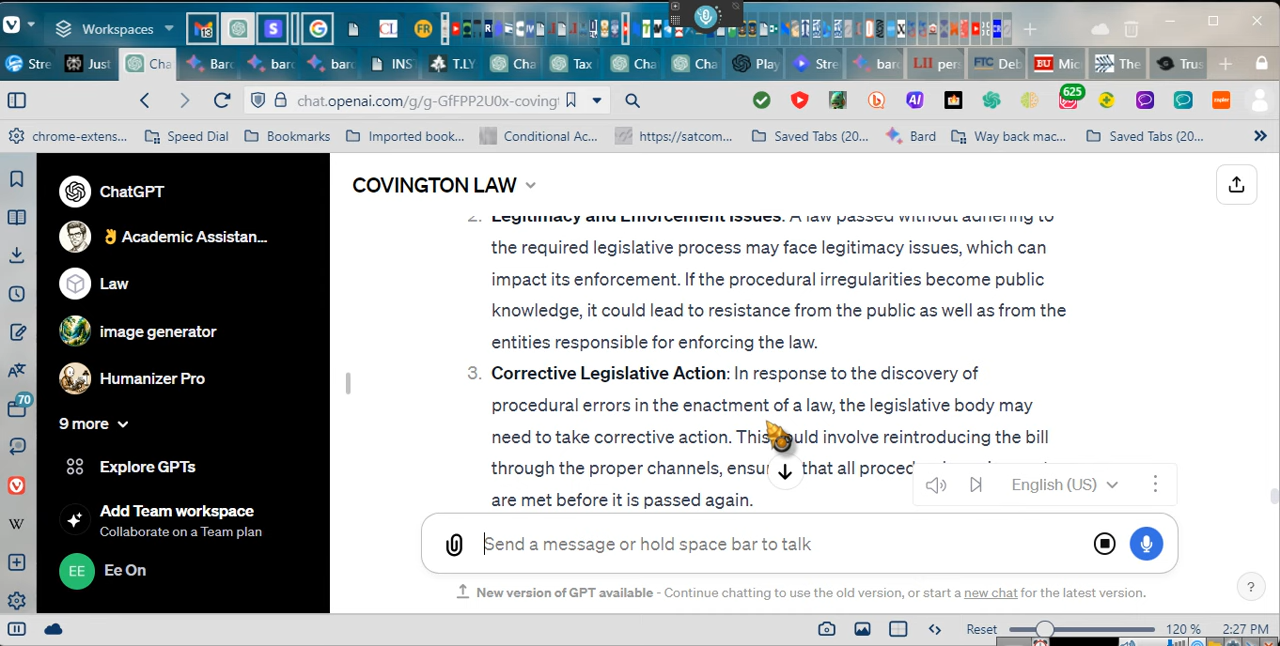 Workspaces
13
S
G
CL
FR
Stre
Just
Cha
Barc
barc
barc
INS
T.LY
Cha
Tax
Cha
Cha
Play
Stre
barc
LII per
FTC Deb
BU Mic
The
Trus
chat.openai.com/g/g-GfFPP2U0x-coving
AI
625
zapier
chrome-exten...
Speed Dial
Bookmarks
Imported book...
Conditional Ac...
https://satcom...
Saved Tabs (20...
Bard
Way back mac...
Saved Tabs (20...
ChatGPT
Academic Assistan...
Law
image generator
Humanizer Pro
9 more
Explore GPTs
Add Team workspace
Collaborate on a Team plan
EE Ee On
70
W
COVINGTON LAW
2. Legitimacy and Enforcement Issues: A law passed without adhering to
the required legislative process may face legitimacy issues, which can
impact its enforcement. If the procedural irregularities become public
knowledge, it could lead to resistance from the public as well as from the
entities responsible for enforcing the law.
3. Corrective Legislative Action: In response to the discovery of
procedural errors in the enactment of a law, the legislative body may
need to take corrective action. This could involve reintroducing the bill
through the proper channels, that all
are met before it is passed again.
English (US)
Send a message or hold space bar to talk
New version of GPT available - Continue chatting to use the old version, or start a new chat for the latest version.
?
Reset
120 %
2:27 PM